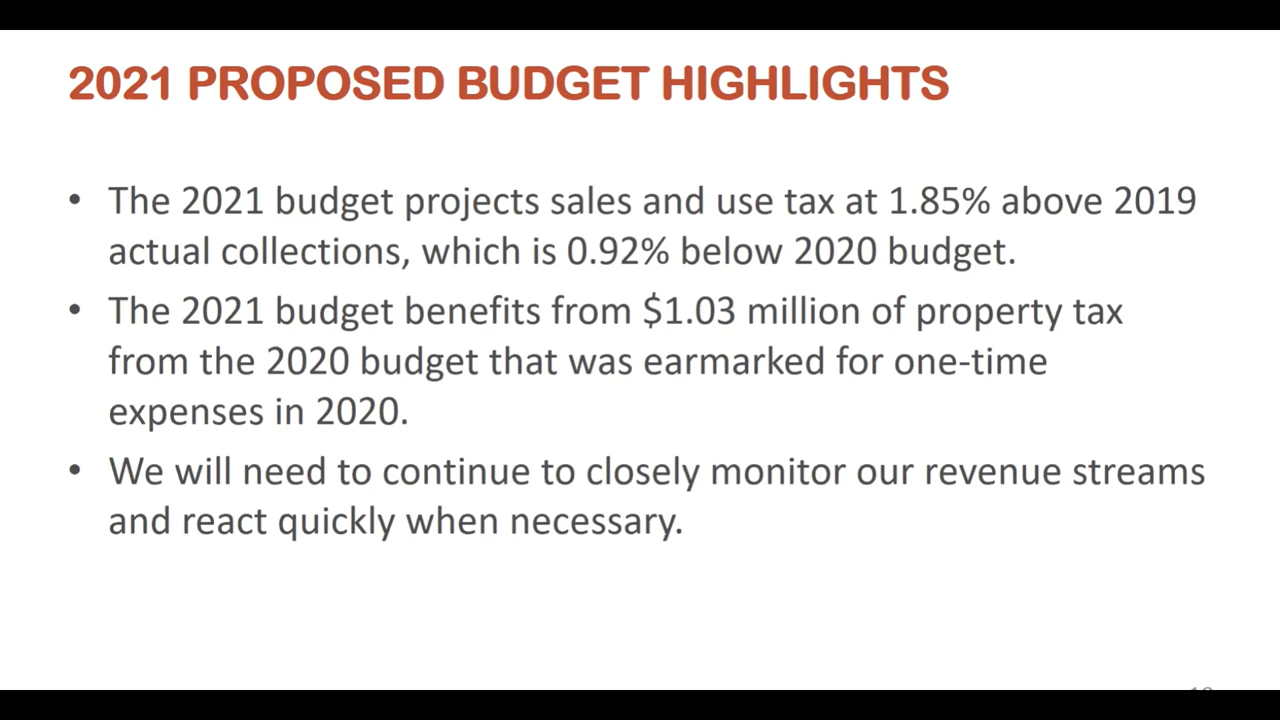 2021 PROPOSED BUDGET HIGHLIGHTS
• The 2021 budget projects sales and use tax at 1.85% above 2019
actual collections, which is 0.92% below 2020 budget.
• The 2021 budget benefits from $1.03 million of property tax
from the 2020 budget that was earmarked for one-time
expenses in 2020.
• We will need to continue to closely monitor our revenue streams
and react quickly when necessary.